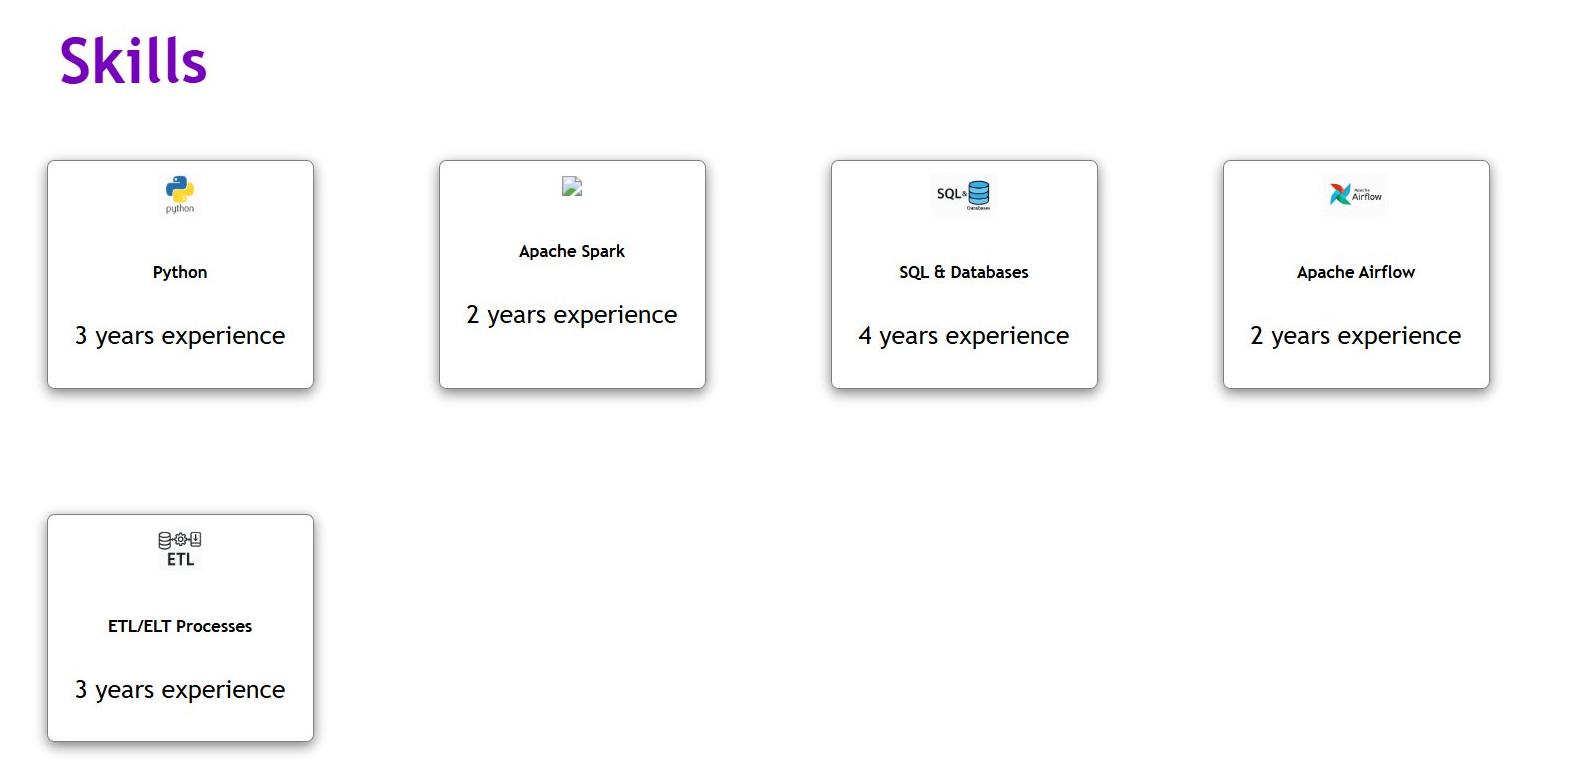 Skills
python
Python
3 years experience
Apache Spark
2 years experience
SQL &
Databases
SQL & Databases
4 years experience
Apache
Airflow
Apache Airflow
2 years experience
ETL
ETL/ELT Processes
3 years experience